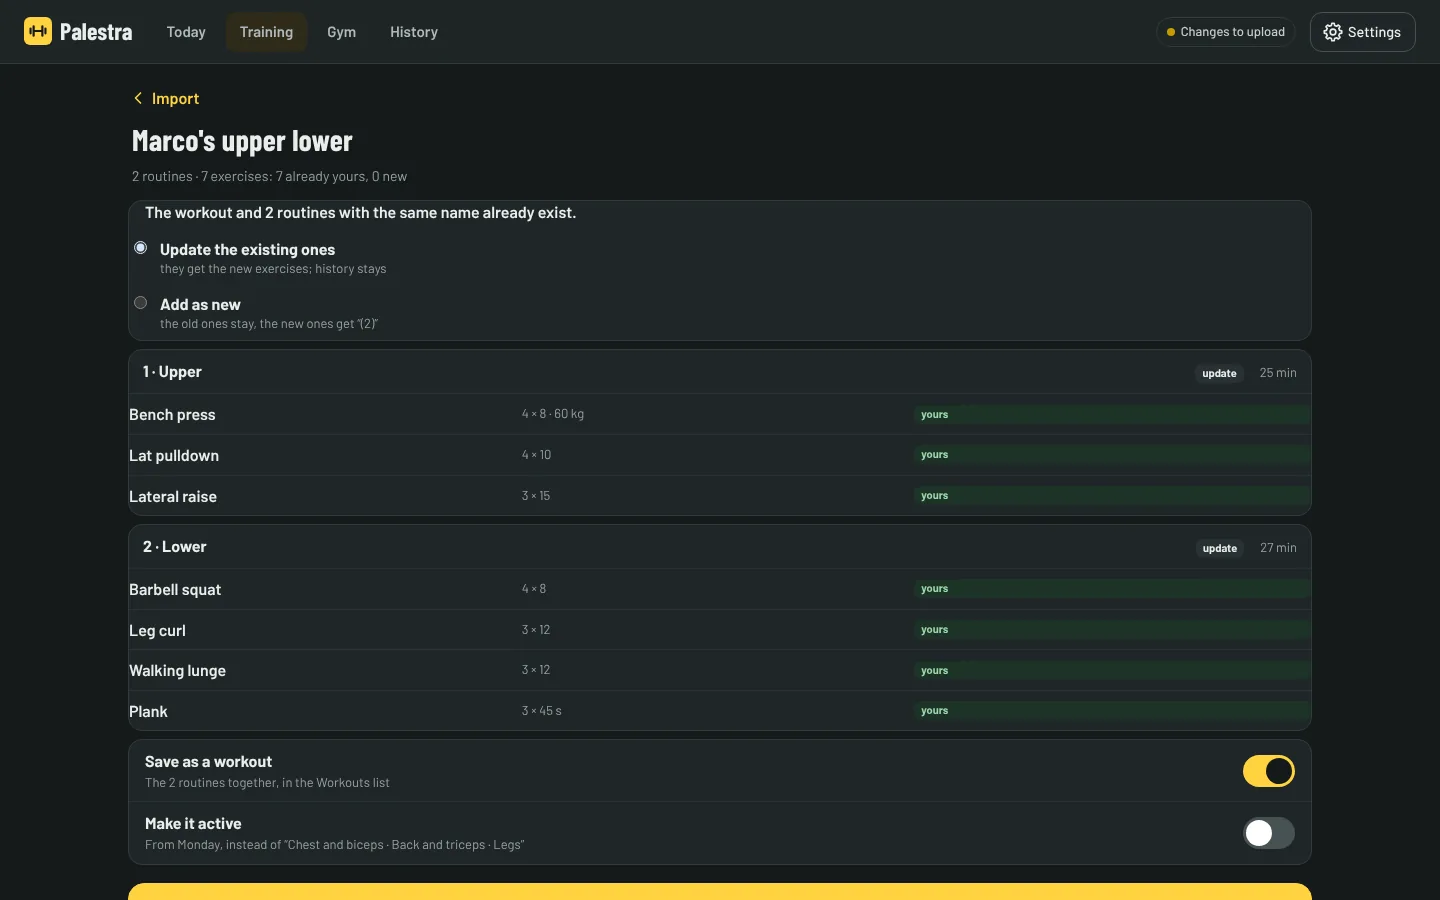 Palestra
Today
Training
Gym
History
Changes to upload
Settings
Import
Marco's upper lower
2 routines · 7 exercises: 7 already yours, 0 new
The workout and 2 routines with the same name already exist.
Update the existing ones
they get the new exercises; history stays
Add as new
the old ones stay, the new ones get "(2)"
1 · Upper
update
25 min
Bench press
4 × 8 · 60 kg
yours
Lat pulldown
4 × 10
yours
Lateral raise
3 × 15
yours
2 · Lower
update
27 min
Barbell squat
4 × 8
yours
Leg curl
3 × 12
yours
Walking lunge
3 × 12
yours
Plank
3 × 45 s
yours
Save as a workout
The 2 routines together, in the Workouts list
Make it active
From Monday, instead of "Chest and biceps · Back and triceps · Legs"